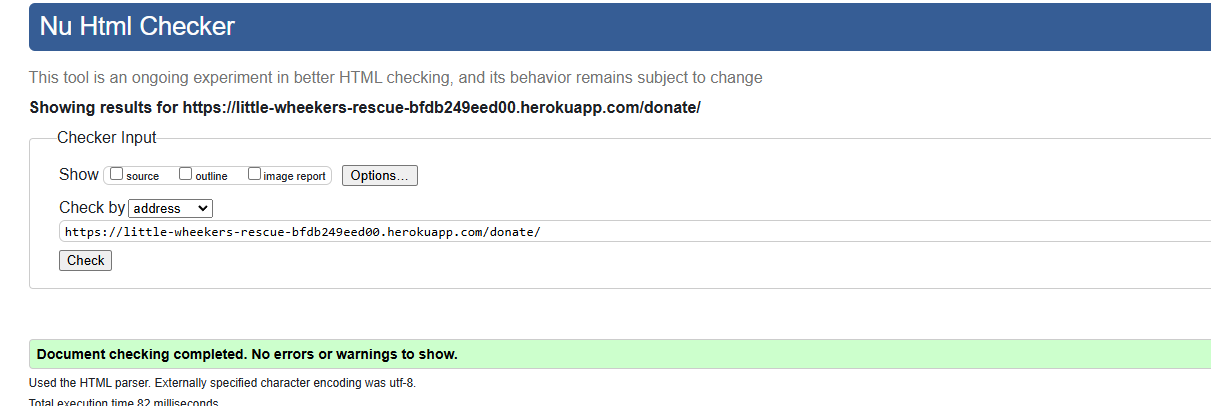 Nu Html Checker
This tool is an ongoing experiment in better HTML checking, and its behavior remains subject to change
Showing results for https://little-wheekers-rescue-bfdb249eed00.herokuapp.com/donate/
Checker Input
Show source outline image report Options...
Check by address
https://little-wheekers-rescue-bfdb249eed00.herokuapp.com/donate/
Check
Document checking completed. No errors or warnings to show.
Used the HTML parser. Externally specified character encoding was utf-8.
Total execution time 82 milliseconds.